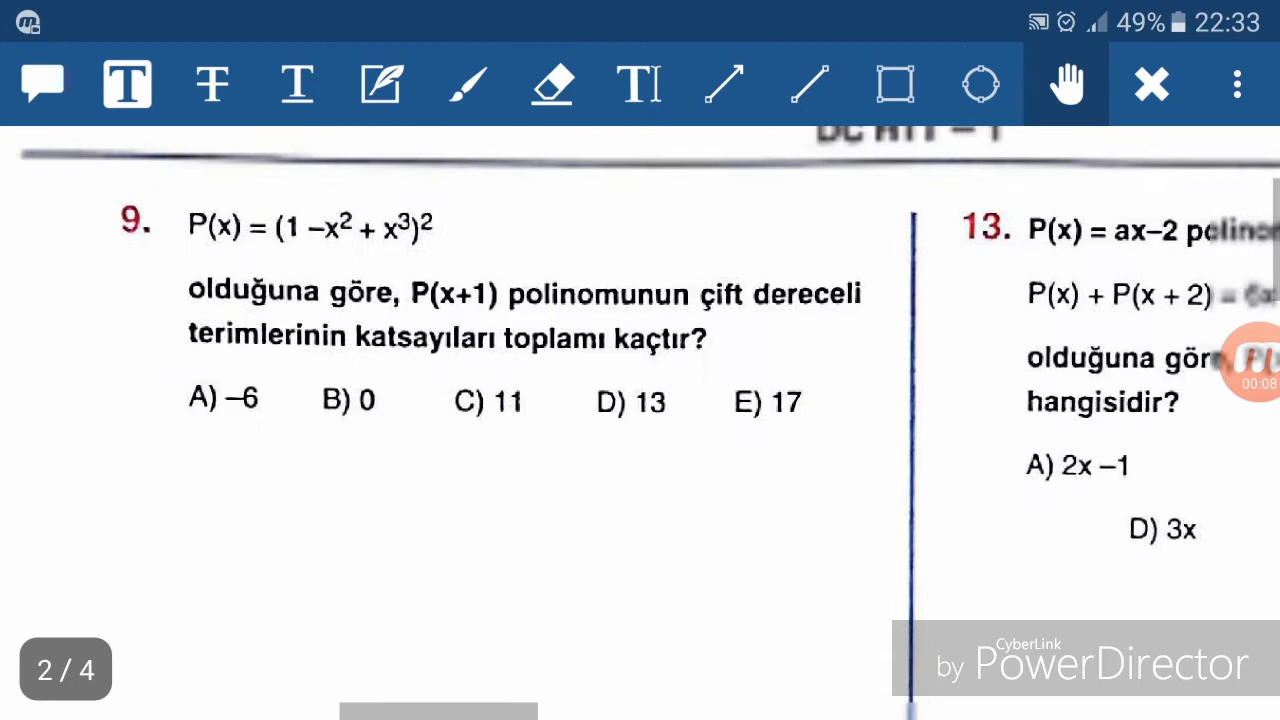 49% 22:33
T T T TI
9. P(x) = (1 –x² + x³)²
olduğuna göre, P(x+1) polinomunun çift dereceli
terimlerinin katsayıları toplamı kaçtır?
A) –6 B) 0 C) 11 D) 13 E) 17
13. P(x) = ax–2
P(x) + P(x + 2) =
olduğuna
hangisidir?
A) 2x –1
D) 3x
00:08
2 / 4
CyberLink
by PowerDirector